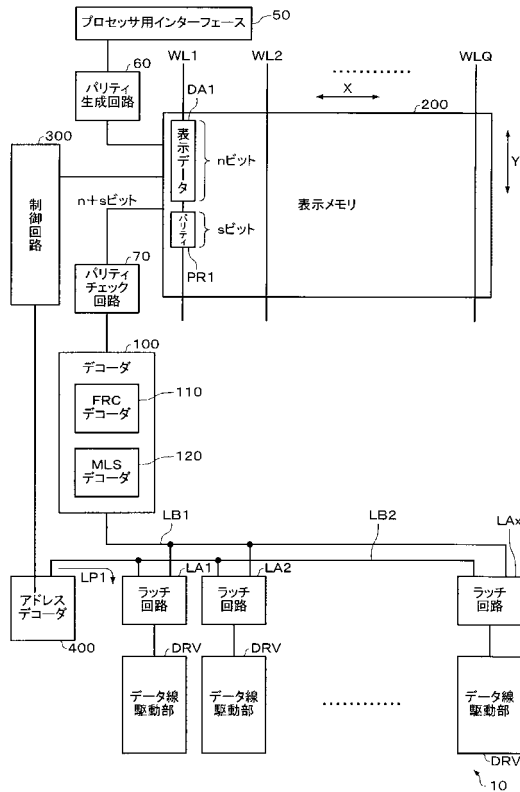 プロセッサ用インターフェース
50
60
パリティ
生成回路
WL1
WL2
WLQ
DA1
X
200
Y
300
制御回路
表示データ
nビット
表示メモリ
n+sビット
パリティ
sビット
PR1
70
パリティ
チェック
回路
100
デコーダ
FRC
デコーダ
110
MLS
デコーダ
120
LB1
LB2
LAx
LP1
LA1
LA2
アドレス
デコーダ
400
ラッチ
回路
ラッチ
回路
ラッチ
回路
DRV
DRV
データ線
駆動部
データ線
駆動部
データ線
駆動部
DRV
10